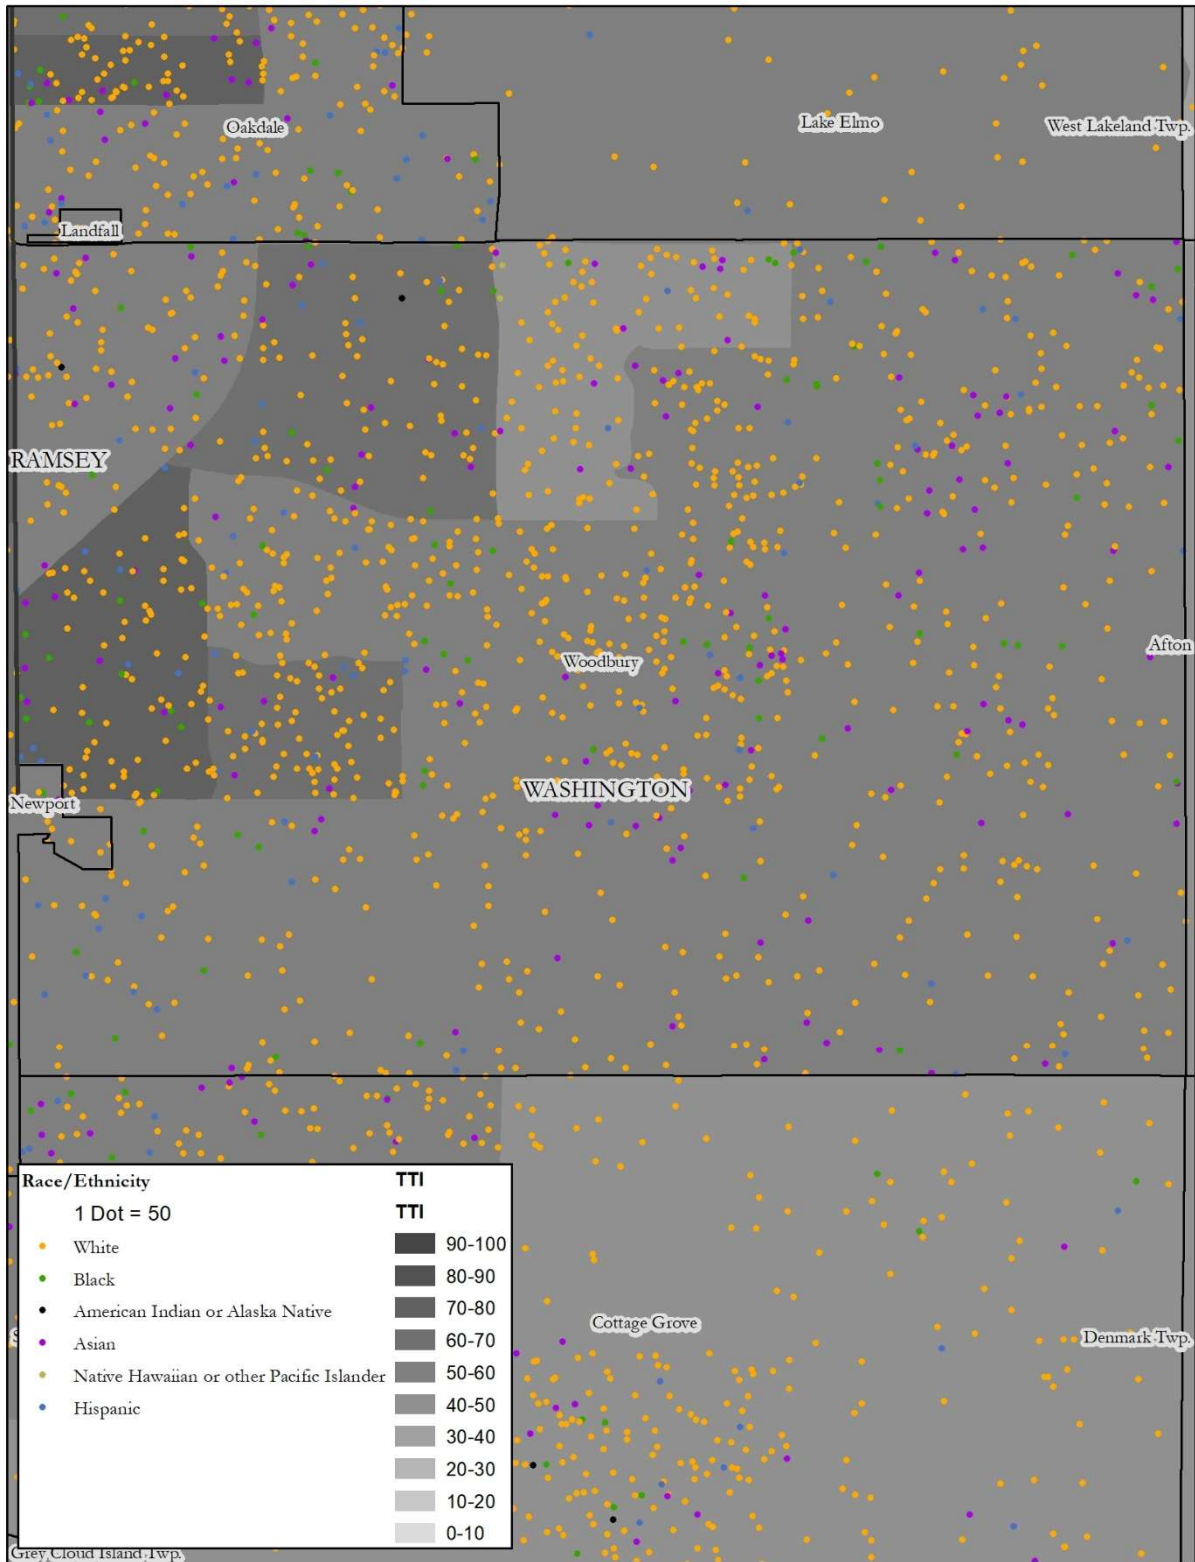 Oakdale
Lake Elmo
West Lakeland Twp.
Landfall
RAMSEY
Afton
Woodbury
WASHINGTON
Newport
Race/Ethnicity
1 Dot = 50
White
Black
American Indian or Alaska Native
Asian
Native Hawaiian or other Pacific Islander
Hispanic
TTI
TTI
90-100
80-90
70-80
60-70
50-60
40-50
30-40
20-30
10-20
0-10
Cottage Grove
Denmark Twp.
Grey Cloud Island Twp.